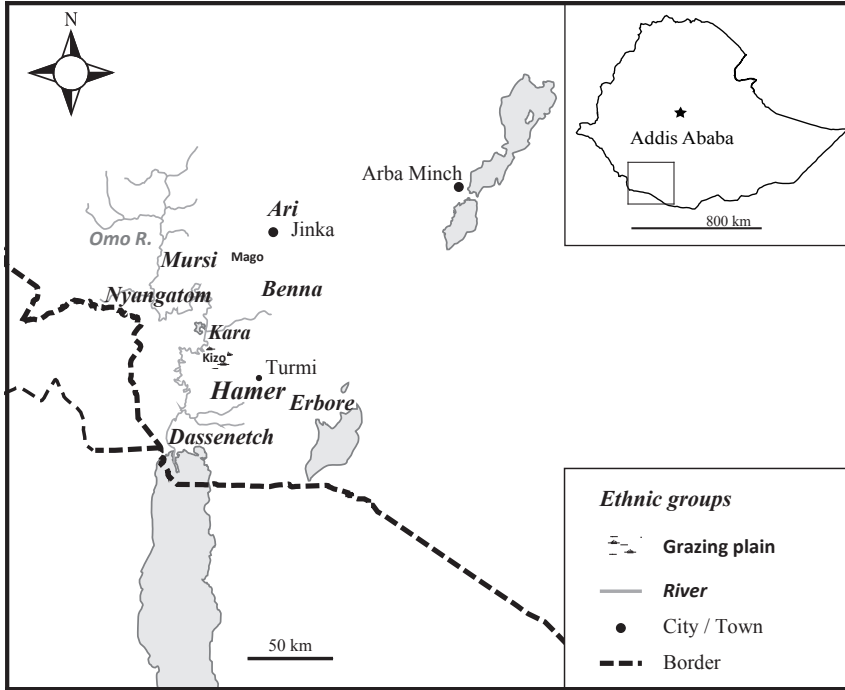 N
Addis Ababa
800 km
Arba Minch
Ari
Jinka
Omo R.
Mursi
Mago
Nyangatom
Benna
Kara
Kizo
Turmi
Hamer
Erbore
Dassenetch
50 km
Ethnic groups
Grazing plain
River
City / Town
Border